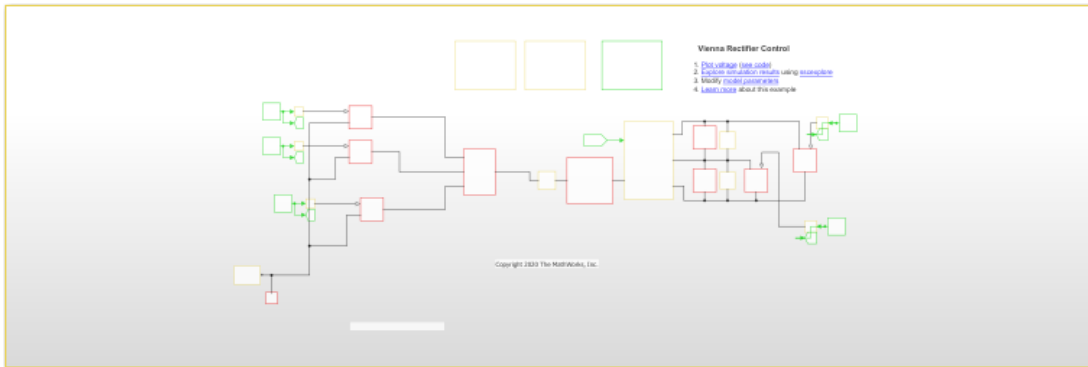 Vienna Rectifier Control
1. Plot voltage (see code)
2. Explore simulation results using sscexplore
3. Modify model parameters
4. Learn more about this example
Copyright 2020 The MathWorks, Inc.